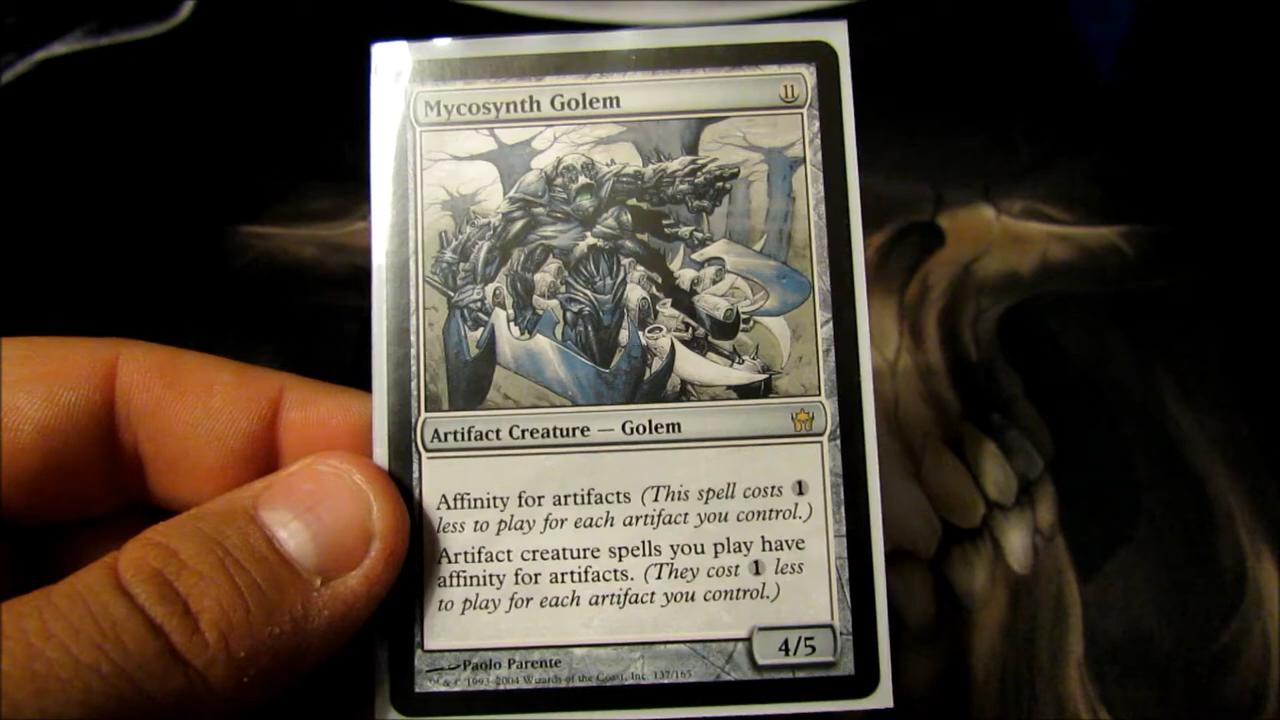 Mycosynth Golem 11
Artifact Creature — Golem
Affinity for artifacts (This spell costs 1
less to play for each artifact you control.)
Artifact creature spells you play have
affinity for artifacts. (They cost 1 less
to play for each artifact you control.)
4/5
Paolo Parente
™ & © 1993-2004 Wizards of the Coast, Inc. 137/165